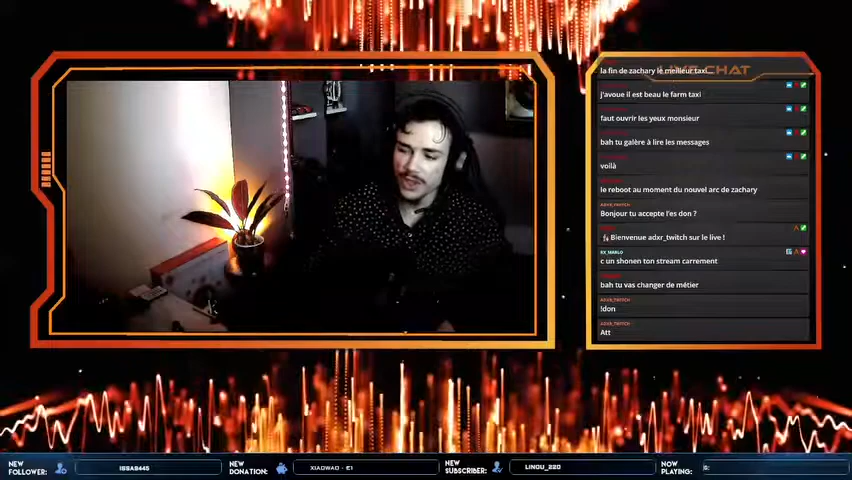 LIVE CHAT
la fin de zachary le meilleur taxi
j'avoue il est beau le farm taxi
faut ouvrir les yeux monsieur
bah tu galère à lire les messages
voilà
le reboot au moment du nouvel arc de zachary
ADXR_TWITCH
Bonjour tu accepte l'es don ?
Bienvenue adxr_twitch sur le live !
EX_MARLO
c un shonen ton stream carrement
bah tu vas changer de métier
ADXR_TWITCH
!don
ADXR_TWITCH
Att
NEW FOLLOWER:
ISSA9445
NEW DONATION:
XIAOWAO - €1
NEW SUBSCRIBER:
LINOU_220
NOW PLAYING: